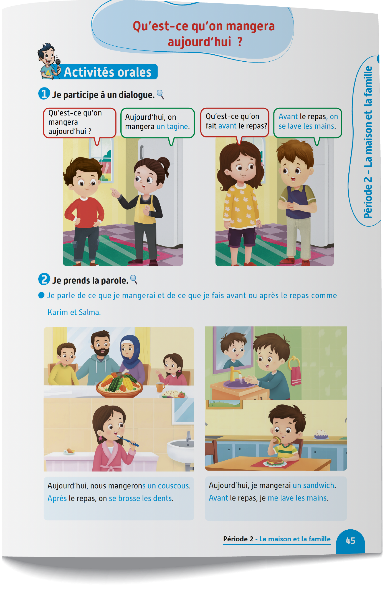 Qu'est-ce qu'on mangera
aujourd'hui ?
Activités orales
1 Je participe à un dialogue.
Qu'est-ce qu'on
mangera
aujourd'hui ?
Aujourd'hui, on
mangera un tagine.
Qu'est-ce qu'on
fait avant le repas?
Avant le repas, on
se lave les mains.
Période 2 - La maison et la famille
2 Je prends la parole.
Je parle de ce que je mangerai et de ce que je fais avant ou après le repas comme
Karim et Salma.
Aujourd'hui, nous mangerons un couscous.
Après le repas, on se brosse les dents.
Aujourd'hui, je mangerai un sandwich.
Avant le repas, je me lave les mains.
Période 2 - La maison et la famille
45